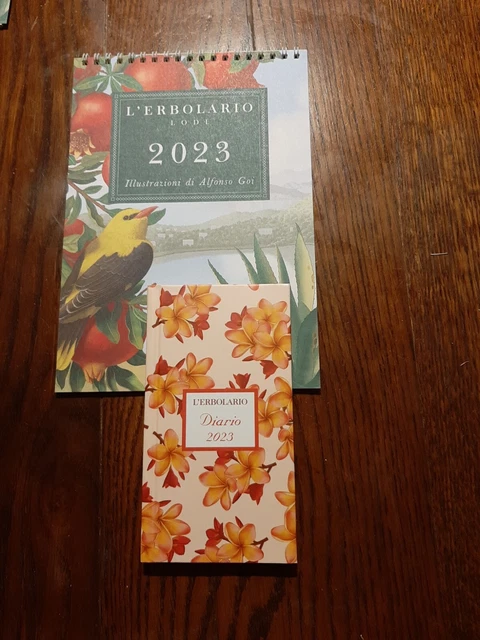 L'ERBOLARIO
LODI
2023
Illustrazioni di Alfonso Goi
L'ERBOLARIO
Diario
2023